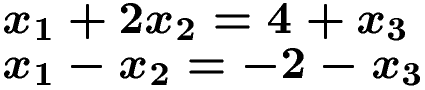 x₁ + 2x₂ = 4 + x₃
x₁ − x₂ = −2 − x₃